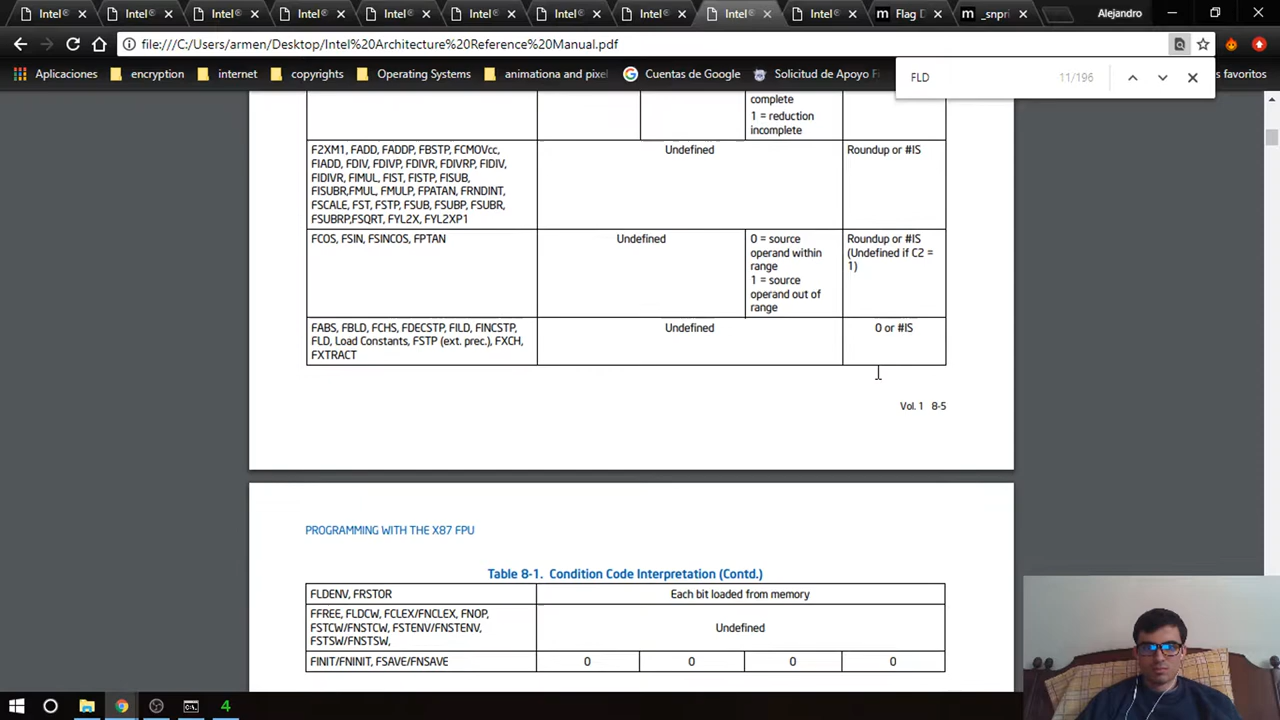 Intel® Intel® Intel® Intel® Intel® Intel® Intel® Intel® Intel® Intel® Flag D _snpri Alejandro
file:///C:/Users/armen/Desktop/Intel%20Architecture%20Reference%20Manual.pdf
Aplicaciones encryption internet copyrights Operating Systems animationa and pixel Cuentas de Google Solicitud de Apoyo Fi s favoritos
FLD 11/196
complete
1 = reduction
incomplete
F2XM1, FADD, FADDP, FBSTP, FCMOVcc,
FIADD, FDIV, FDIVP, FDIVR, FDIVRP, FIDIV,
FIDIVR, FIMUL, FIST, FISTP, FISUB,
FISUBR,FMUL, FMULP, FPATAN, FRNDINT,
FSCALE, FST, FSTP, FSUB, FSUBP, FSUBR,
FSUBRP,FSQRT, FYL2X, FYL2XP1
Undefined
Roundup or #IS
FCOS, FSIN, FSINCOS, FPTAN
Undefined
0 = source
operand within
range
1 = source
operand out of
range
Roundup or #IS
(Undefined if C2 =
1)
FABS, FBLD, FCHS, FDECSTP, FILD, FINCSTP,
FLD, Load Constants, FSTP (ext. prec.), FXCH,
FXTRACT
Undefined
0 or #IS
Vol. 1 8-5
PROGRAMMING WITH THE X87 FPU
Table 8-1. Condition Code Interpretation (Contd.)
FLDENV, FRSTOR
Each bit loaded from memory
FFREE, FLDCW, FCLEX/FNCLEX, FNOP,
FSTCW/FNSTCW, FSTENV/FNSTENV,
FSTSW/FNSTSW,
Undefined
FINIT/FNINIT, FSAVE/FNSAVE
0 0 0 0